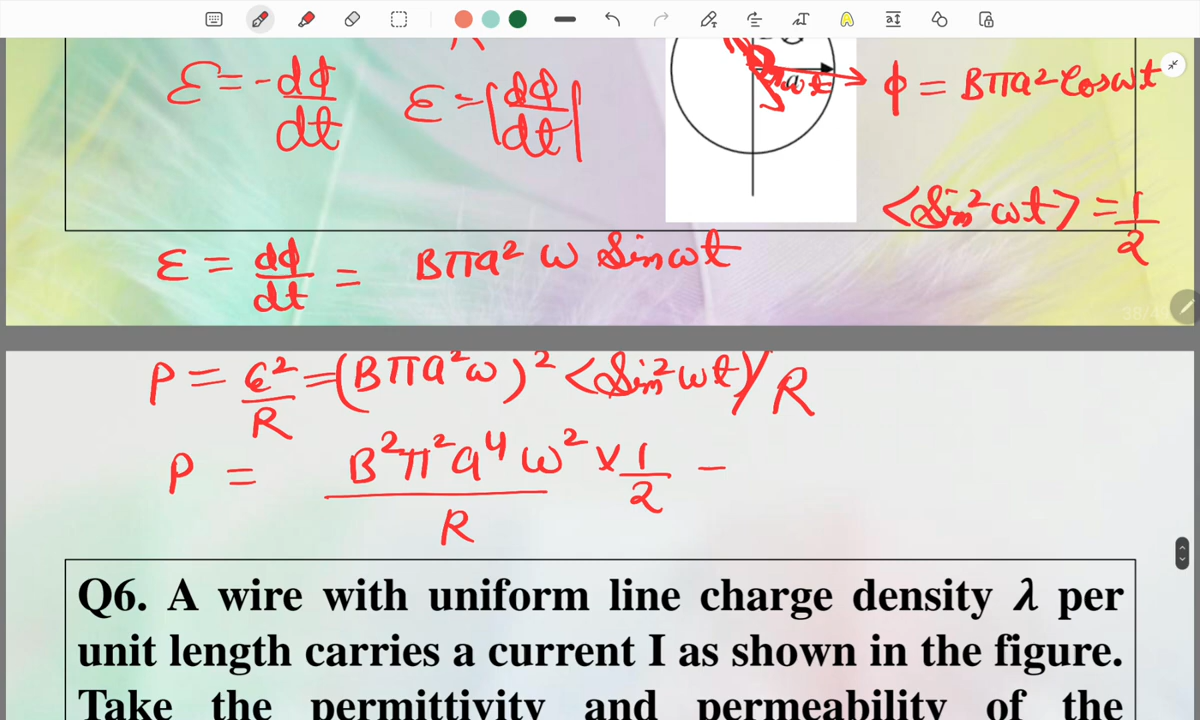 ε = -dϕ/dt ε = |dϕ/dt| ϕ = Bπa² Cosωt
<Sin²ωt> = 1/2
ε = dϕ/dt = Bπa² ω Sinωt
38/4
P = ε²/R = (Bπa²ω)² <Sin²ωt>/R
P = B²π²a⁴ω²/R × 1/2 –
Q6. A wire with uniform line charge density λ per
unit length carries a current I as shown in the figure.
Take the permittivity and permeability of the